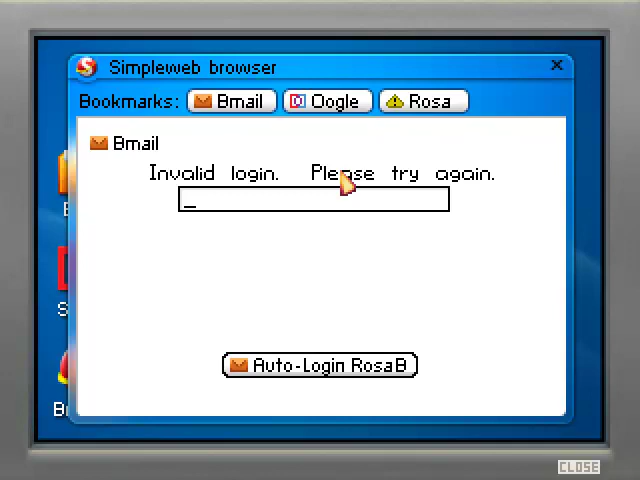 Simpleweb browser
Bookmarks: Bmail Oogle Rosa
Bmail
Invalid login. Please try again.
_
Auto-Login RosaB
CLOSE